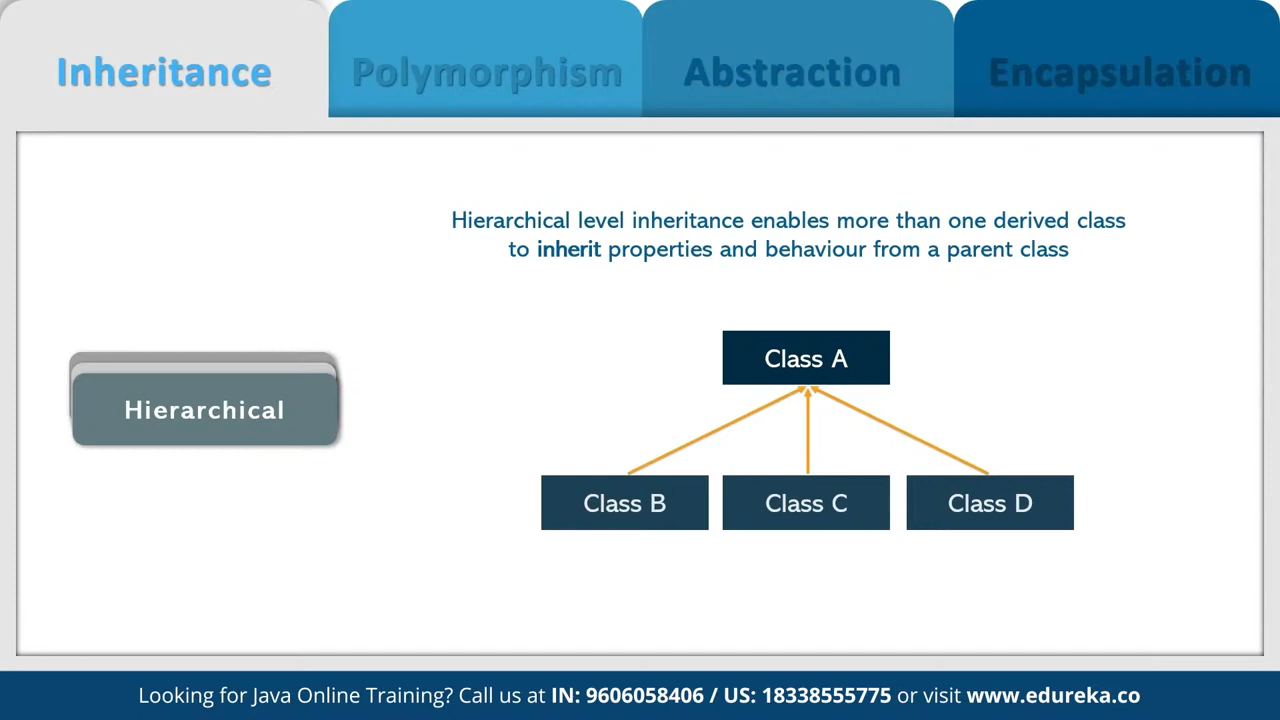 Inheritance
Polymorphism
Abstraction
Encapsulation
Hierarchical level inheritance enables more than one derived class
to inherit properties and behaviour from a parent class
Hierarchical
Class A
Class B
Class C
Class D
Looking for Java Online Training? Call us at IN: 9606058406 / US: 18338555775 or visit www.edureka.co